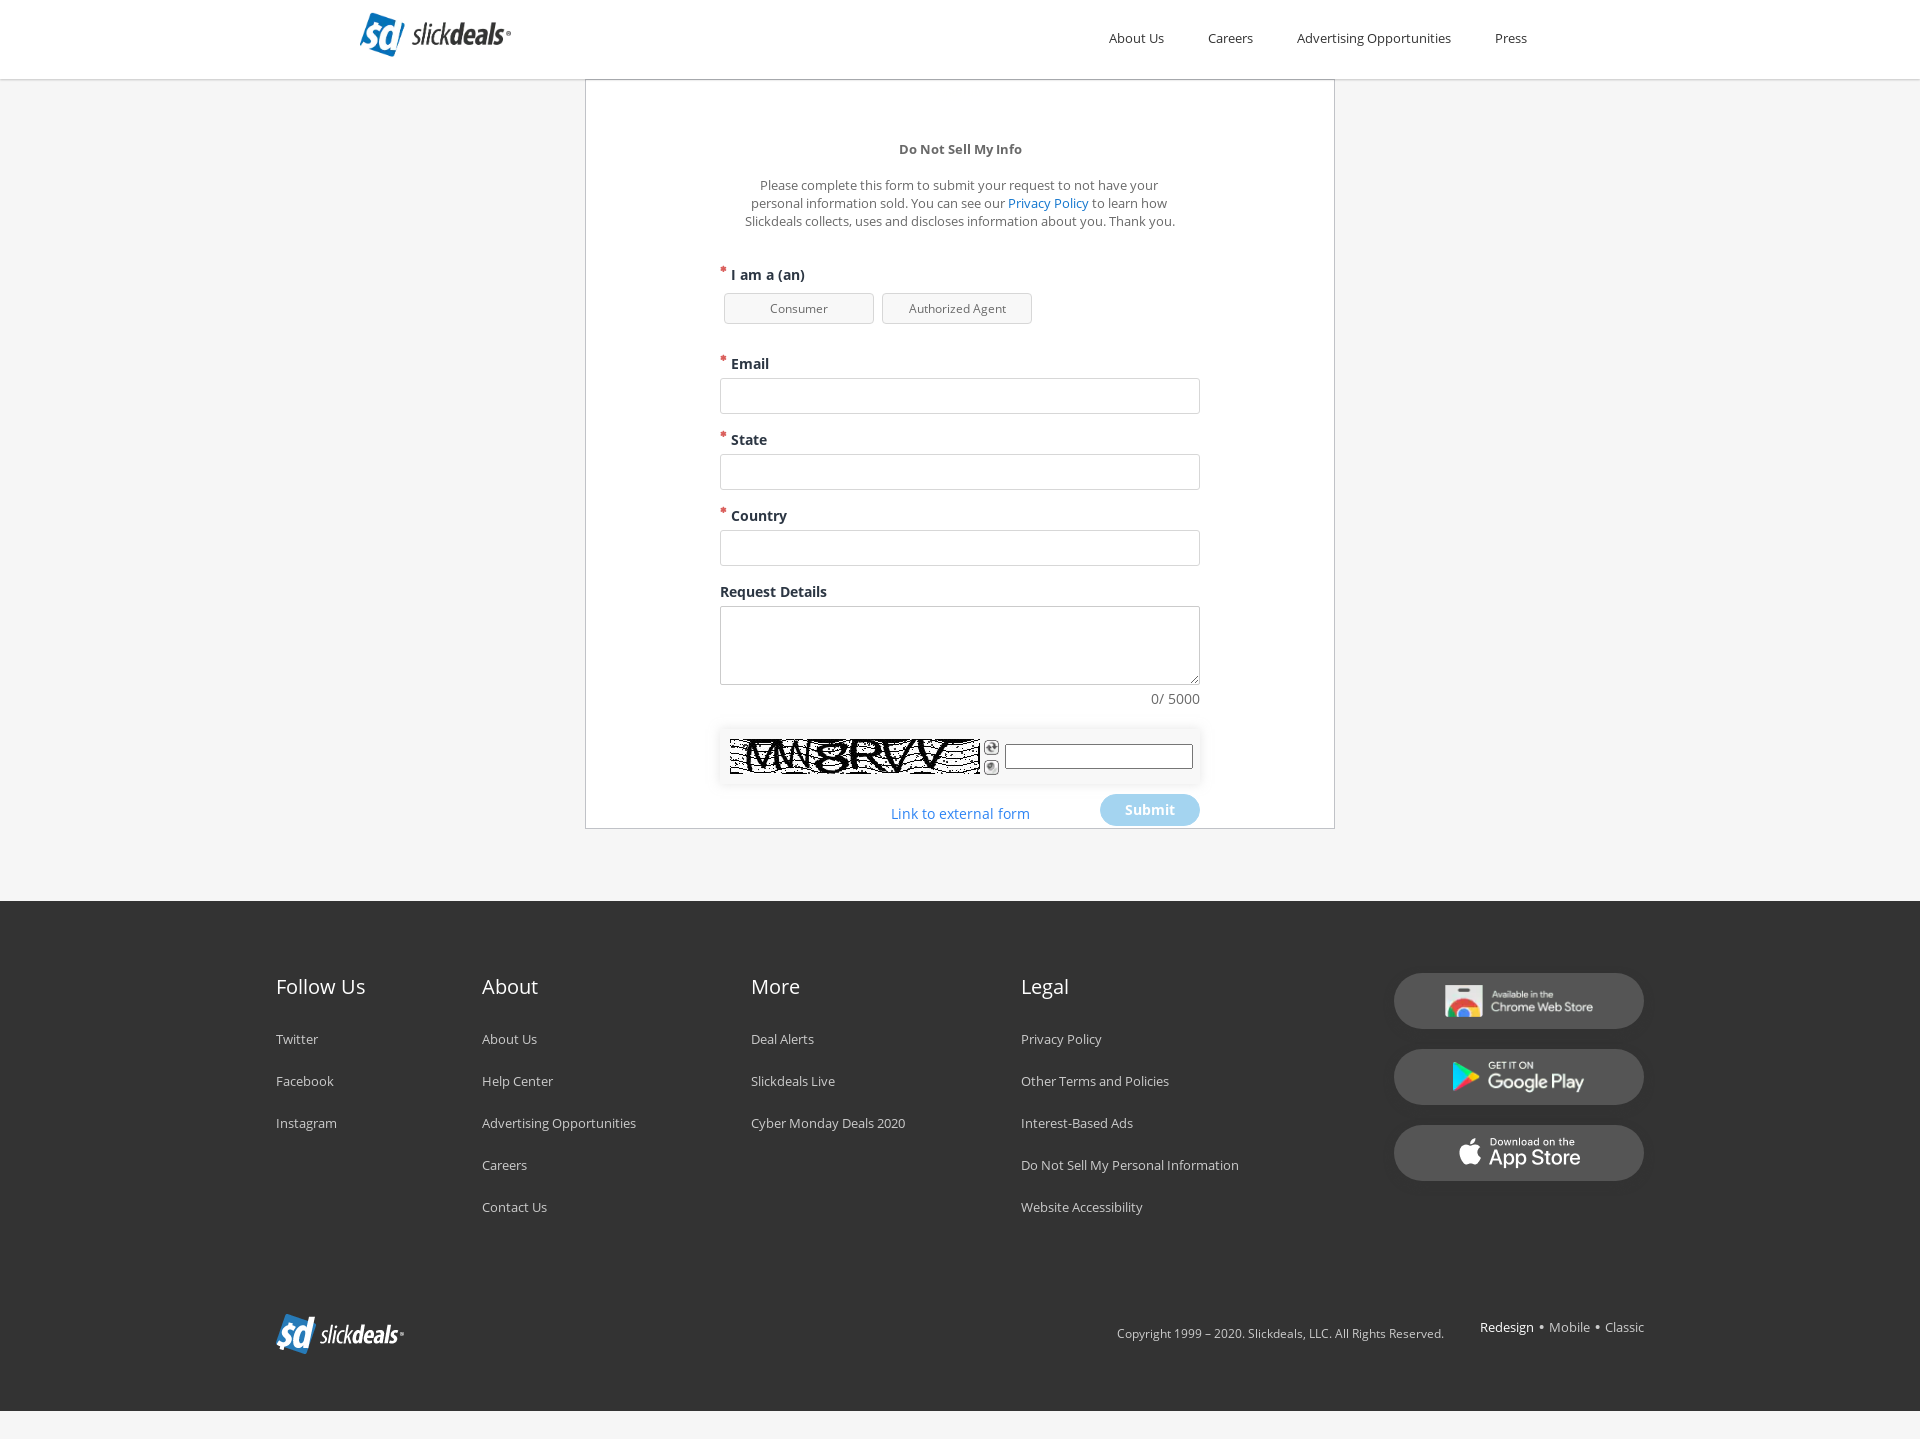 slickdeals
About Us
Careers
Advertising Opportunities
Press
Do Not Sell My Info
Please complete this form to submit your request to not have your
personal information sold. You can see our Privacy Policy to learn how
Slickdeals collects, uses and discloses information about you. Thank you.
* I am a (an)
Consumer
Authorized Agent
* Email
* State
* Country
Request Details
0/ 5000
Link to external form
Submit
Follow Us
Twitter
Facebook
Instagram
About
About Us
Help Center
Advertising Opportunities
Careers
Contact Us
More
Deal Alerts
Slickdeals Live
Cyber Monday Deals 2020
Legal
Privacy Policy
Other Terms and Policies
Interest-Based Ads
Do Not Sell My Personal Information
Website Accessibility
Available in the
Chrome Web Store
GET IT ON
Google Play
Download on the
App Store
slickdeals
Copyright 1999 – 2020. Slickdeals, LLC. All Rights Reserved.
Redesign • Mobile • Classic